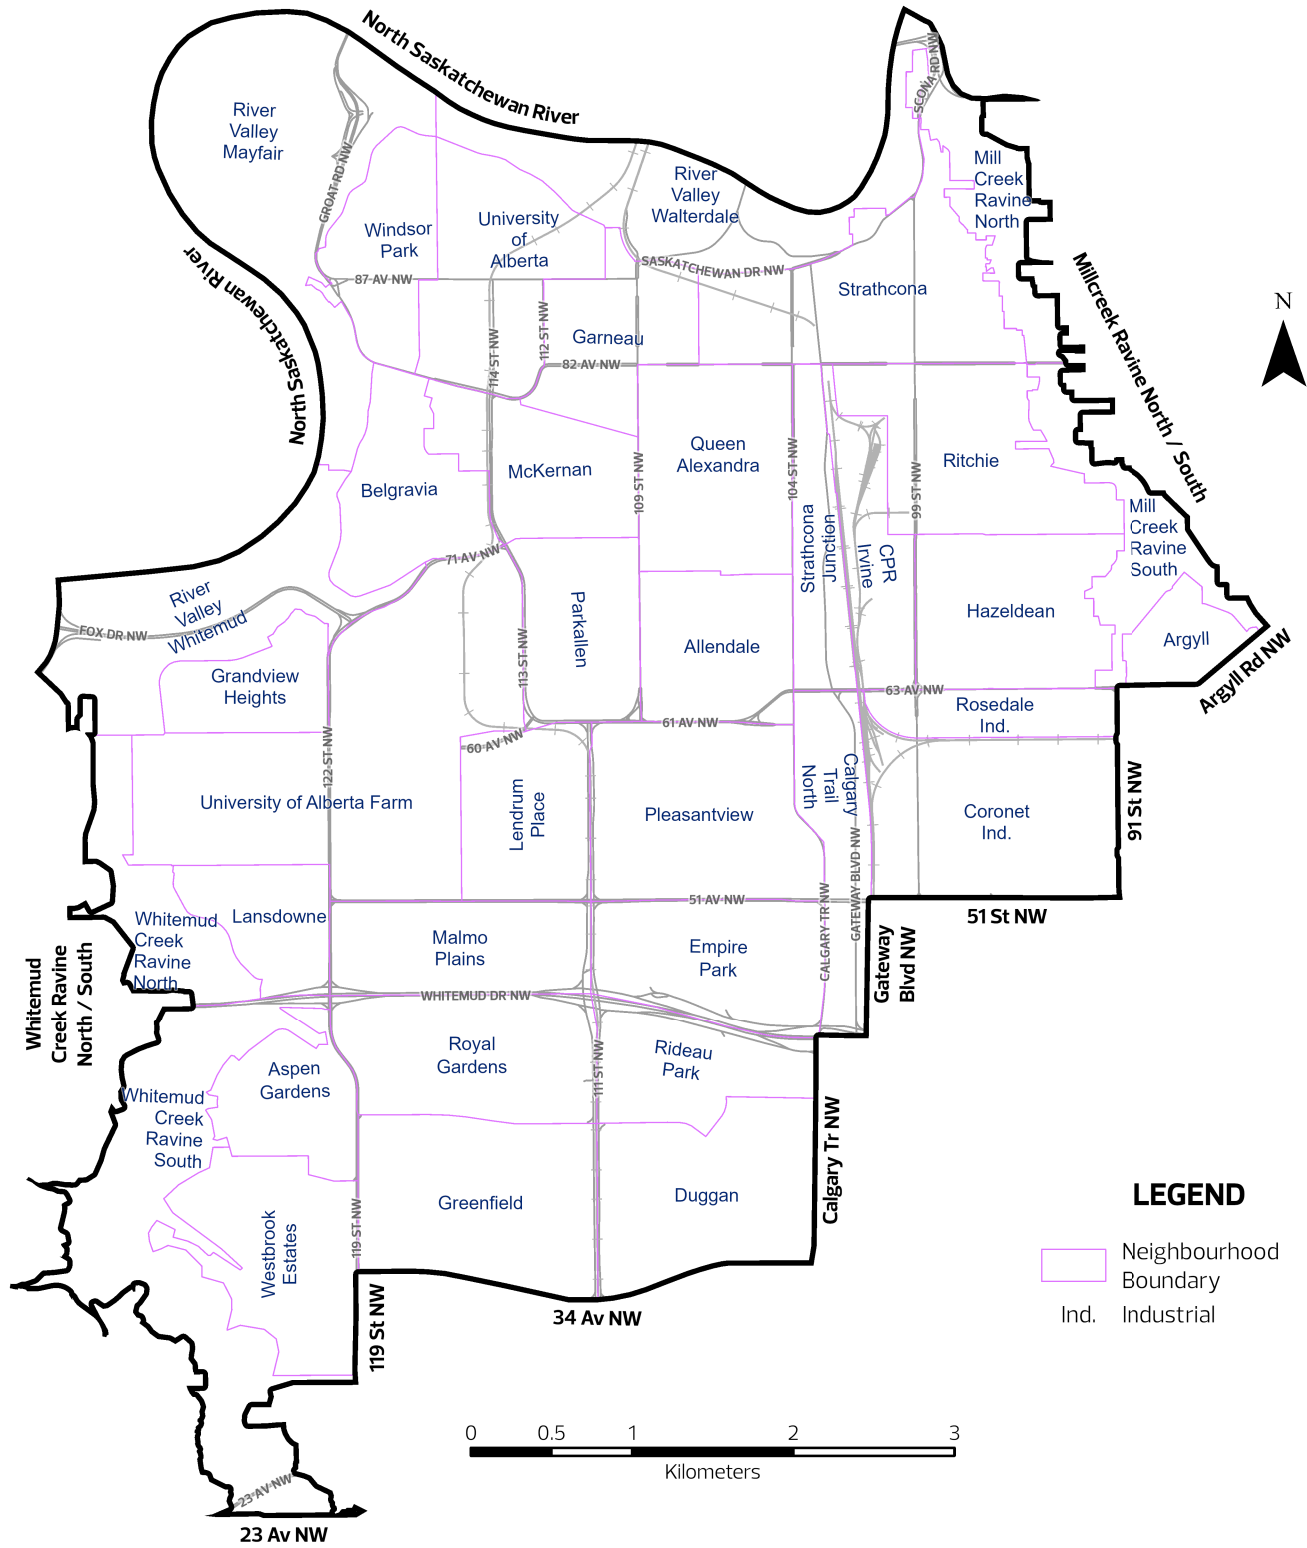 North Saskatchewan River
SCONA RD NW
River
Valley
Mayfair
GROAT RD NW
River
Valley
Walterdale
Mill
Creek
Ravine
North
Windsor
Park
University
of
Alberta
North Saskatchewan River
87 AV NW
SASKATCHEWAN DR NW
Strathcona
Millcreek Ravine North / South
N
Garneau
112 ST NW
114 ST NW
82 AV NW
Belgravia
McKernan
109 ST NW
Queen
Alexandra
104 ST NW
Ritchie
99 ST NW
Strathcona
Junction
CPR
Irvine
Mill
Creek
Ravine
South
71 AV NW
River
Valley
Whitemud
FOX DR NW
Parkallen
113 ST NW
Allendale
Hazeldean
Argyll
Argyll Rd NW
Grandview
Heights
63 AV NW
Rosedale
Ind.
61 AV NW
60 AV NW
122 ST NW
University of Alberta Farm
Lendrum
Place
Pleasantview
Calgary
Trail
North
Coronet
Ind.
91 St NW
GATEWAY BLVD NW
CALGARY TR NW
51 AV NW
51 St NW
Gateway
Blvd NW
Whitemud
Creek
Ravine
North
Lansdowne
Malmo
Plains
Empire
Park
Whitemud
Creek Ravine
North / South
WHITEMUD DR NW
Royal
Gardens
Rideau
Park
111 ST NW
Aspen
Gardens
Whitemud
Creek
Ravine
South
Calgary Tr NW
Greenfield
Duggan
119 ST NW
Westbrook
Estates
34 Av NW
119 St NW
LEGEND
Neighbourhood
Boundary
Ind. Industrial
0 0.5 1 2 3
Kilometers
23 AV NW
23 Av NW